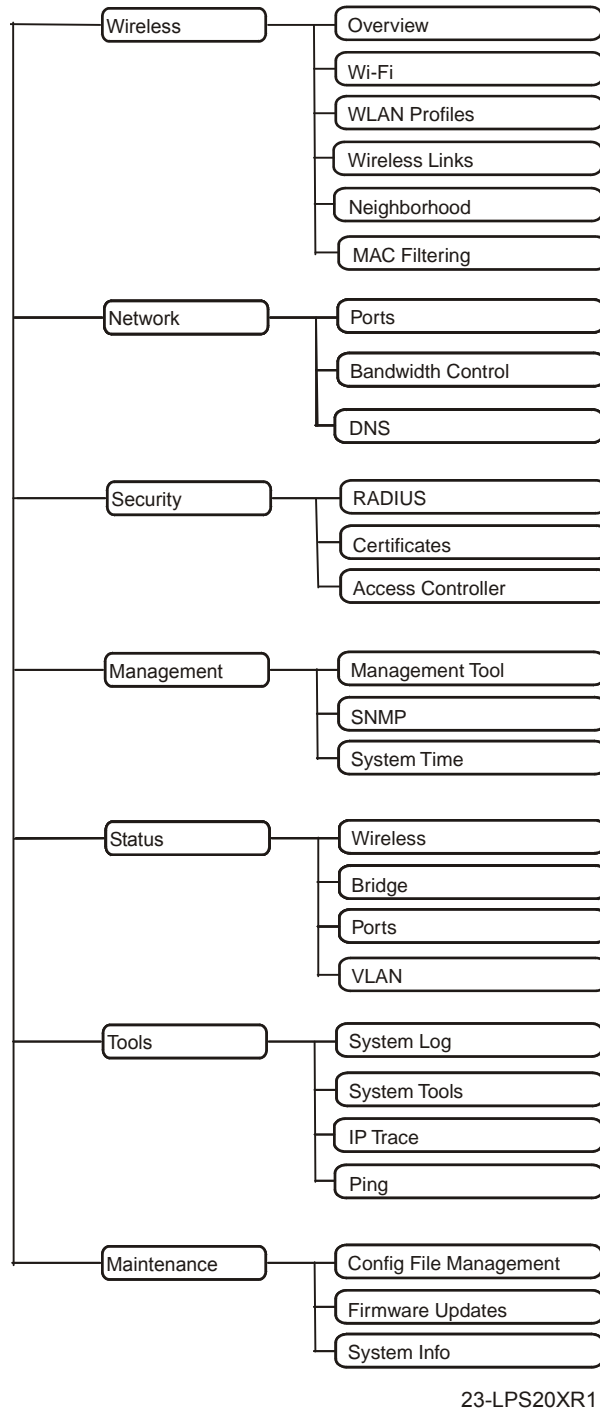 Wireless
Overview
Wi-Fi
WLAN Profiles
Wireless Links
Neighborhood
MAC Filtering
Network
Ports
Bandwidth Control
DNS
Security
RADIUS
Certificates
Access Controller
Management
Management Tool
SNMP
System Time
Status
Wireless
Bridge
Ports
VLAN
Tools
System Log
System Tools
IP Trace
Ping
Maintenance
Config File Management
Firmware Updates
System Info
23-LPS20XR1